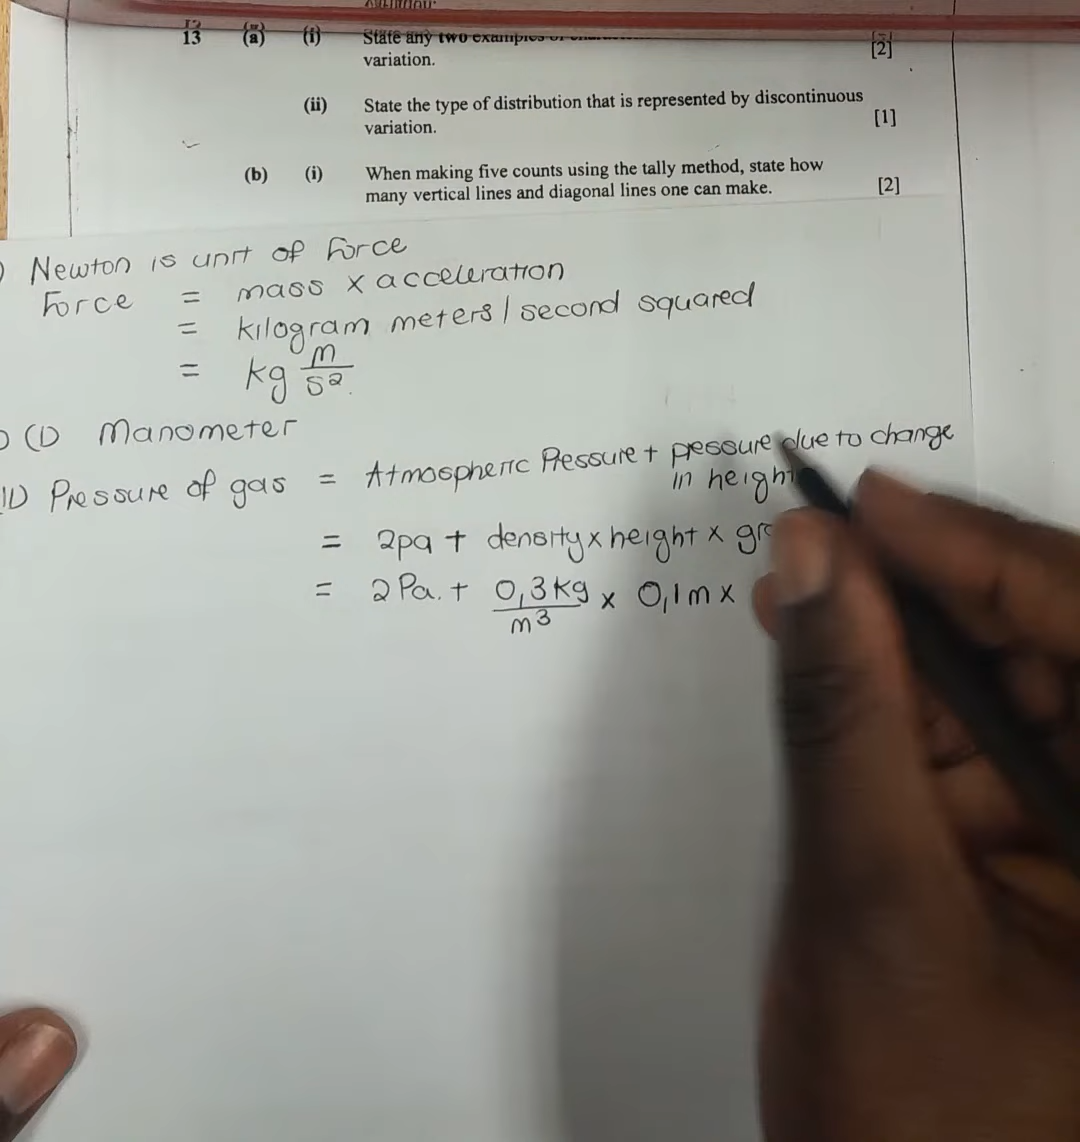 13 (a) (i) State any two examples of
variation. [2]
(ii) State the type of distribution that is represented by discontinuous
variation. [1]
(b) (i) When making five counts using the tally method, state how
many vertical lines and diagonal lines one can make. [2]
) Newton is unit of Force
Force = mass x acceleration
= kilogram meters / second squared
= kg m/s2.
) (I) Manometer
II) Pressure of gas = Atmospheric Pressure + pressure due to change
in height
= 2pa + density x height x gr
= 2 Pa. + 0,3 kg/m3 x 0,1 m x